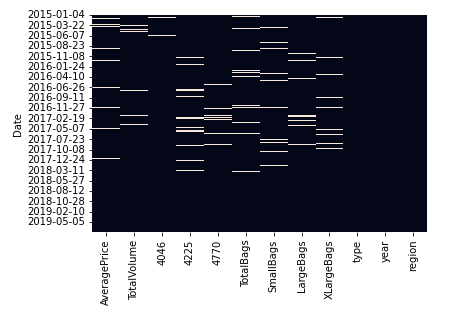 2015-01-04
2015-03-22
2015-06-07
2015-08-23
2015-11-08
2016-01-24
2016-04-10
2016-06-26
2016-09-11
2016-11-27
2017-02-19
2017-05-07
2017-07-23
2017-10-08
2017-12-24
2018-03-11
2018-05-27
2018-08-12
2018-10-28
2019-02-10
2019-05-05
Date
AveragePrice
TotalVolume
4046
4225
4770
TotalBags
SmallBags
LargeBags
XLargeBags
type
year
region